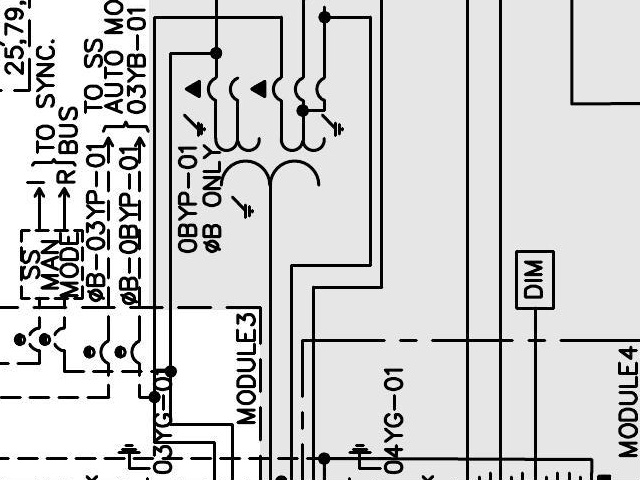 25,79,
TO SYNC.
BUS
I
R
TO SS
AUTO MO
03YB-01
ØB-03YP-01
ØB-0BYP-01
SS
MAN
MODE
0BYP-01
ØB ONLY
DIM
MODULE3
MODULE4
03YG-01
04YG-01